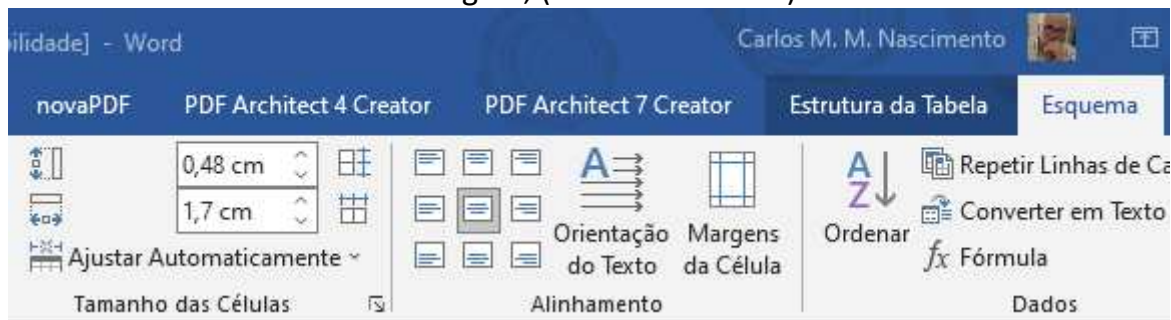 ilidade] - Word Carlos M. M. Nascimento
novaPDF PDF Architect 4 Creator PDF Architect 7 Creator Estrutura da Tabela Esquema
0,48 cm
1,7 cm
Ajustar Automaticamente
Tamanho das Células
Orientação do Texto
Margens da Célula
Alinhamento
AZ
Ordenar
Repetir Linhas de Ca
Converter em Texto
fx Fórmula
Dados